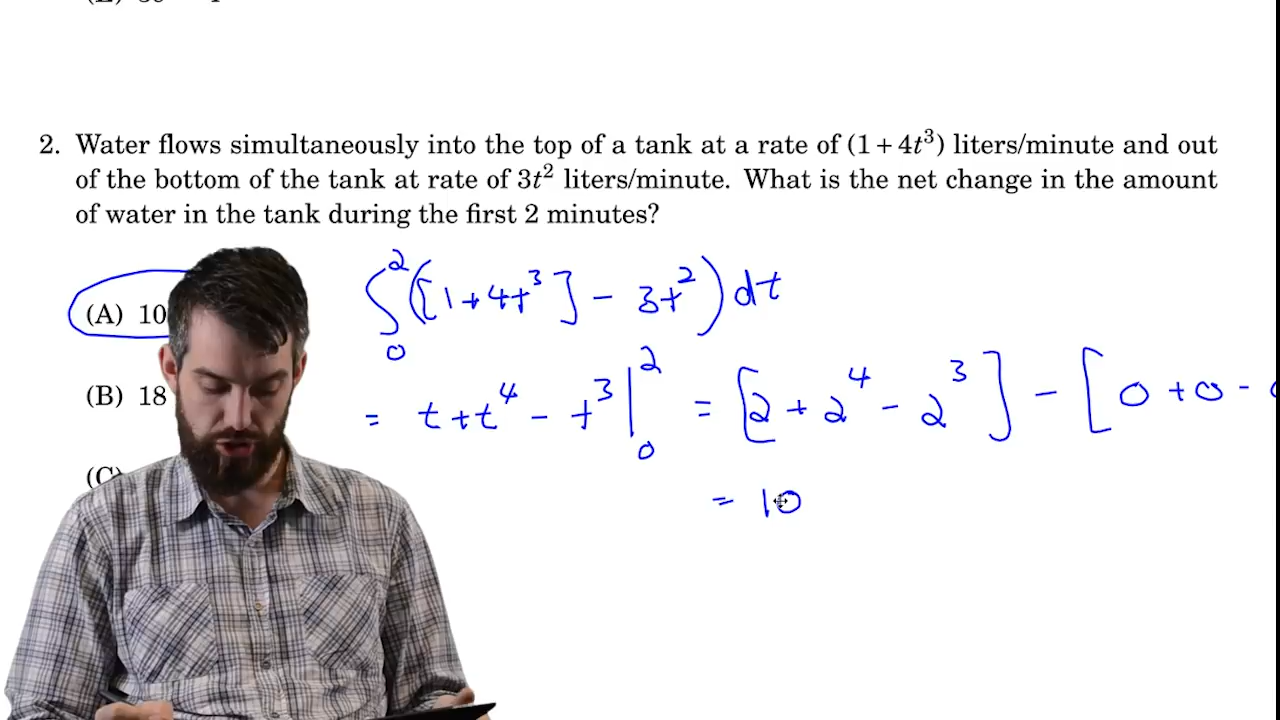 2. Water flows simultaneously into the top of a tank at a rate of (1 + 4t³) liters/minute and out
of the bottom of the tank at rate of 3t² liters/minute. What is the net change in the amount
of water in the tank during the first 2 minutes?
∫₀² ([1+4t³] − 3t²) dt
(A) 10
= t+t⁴ − t³ |₀² = [2 + 2⁴ − 2³] − [0 + 0 −
(B) 18
(C)
= 10